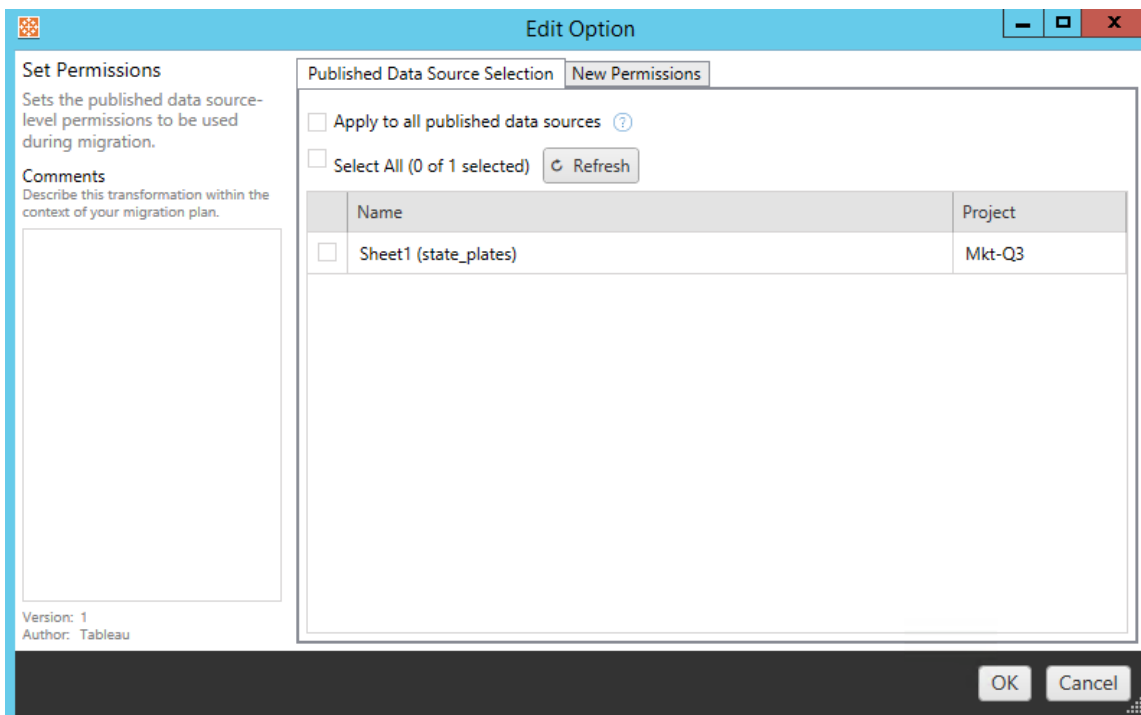 Edit Option
Set Permissions
Sets the published data source-
level permissions to be used
during migration.
Comments
Describe this transformation within the
context of your migration plan.
Version: 1
Author: Tableau
Published Data Source Selection
New Permissions
Apply to all published data sources ?
Select All (0 of 1 selected)
Refresh
Name
Project
Sheet1 (state_plates)
Mkt-Q3
OK
Cancel